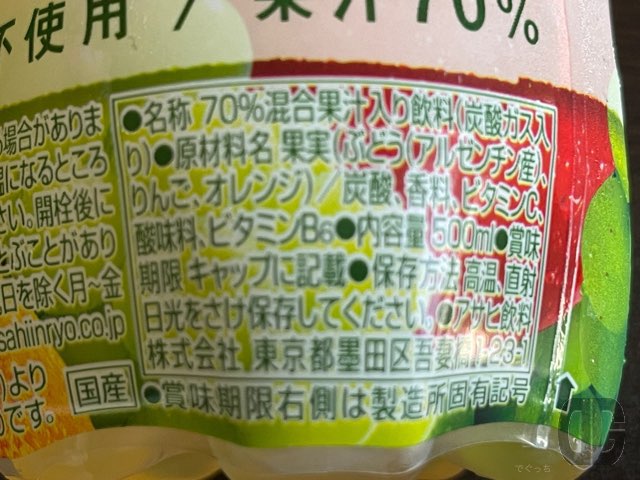 不使用 / 果汁70%
●名称 70%混合果汁入り飲料(炭酸ガス入
り)●原材料名 果実(ぶどう(アルゼンチン産)、
りんご、オレンジ)/炭酸、香料、ビタミンC、
酸味料、ビタミンB6●内容量 500ml●賞味
期限 キャップに記載●保存方法 高温、直射
日光をさけ保存してください。●アサヒ飲料
株式会社 東京都墨田区吾妻橋1-23-1
●賞味期限右側は製造所固有記号
場合がありま
温になるところ
さい。開栓後に
とぶことがあり
日を除く月~金
sahiinryo.co.jp
より
です。
国産
でぐっち